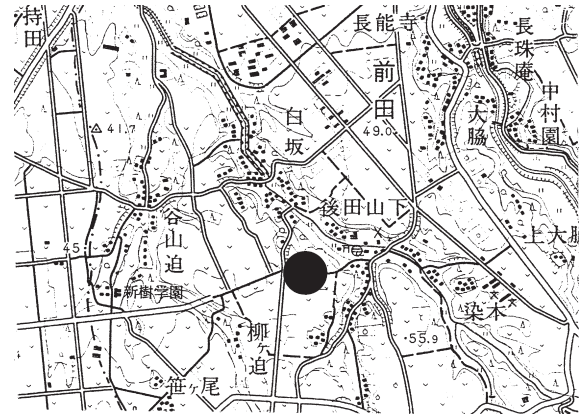 持田
長能寺
長珠庵
前田
中村園
大脇
白坂
49.0
41.7
後田山下
谷山迫
上大脇
45
新樹学園
染木
柳ヶ迫
55.9
笹ヶ尾